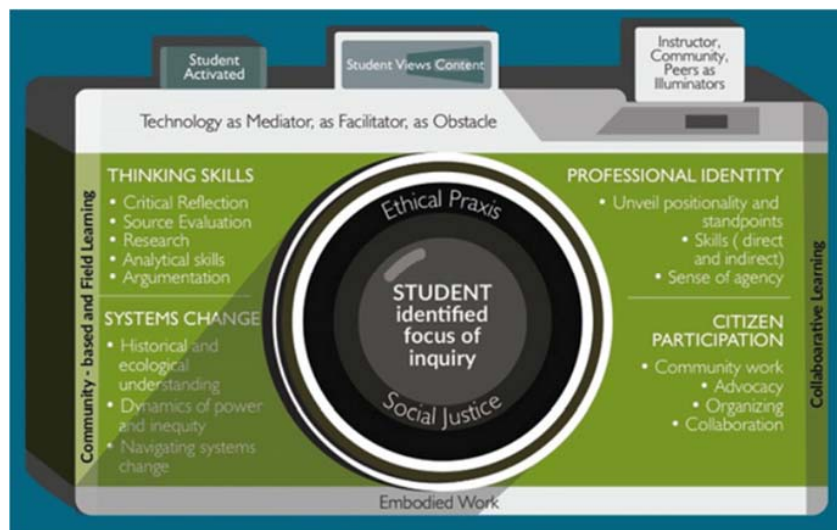 Student
Activated
Student Views Content
Instructor,
Community,
Peers as
Illuminators
Technology as Mediator, as Facilitator, as Obstacle
Community - based and Field Learning
THINKING SKILLS
• Critical Reflection
• Source Evaluation
• Research
• Analytical skills
• Argumentation
SYSTEMS CHANGE
• Historical and
ecological
understanding
• Dynamics of power
and inequity
• Navigating systems
change
Ethical Praxis
STUDENT
identified
focus of
inquiry
Social Justice
PROFESSIONAL IDENTITY
• Unveil positionality and
standpoints
• Skills ( direct
and indirect)
• Sense of agency
CITIZEN
PARTICIPATION
• Community work
• Advocacy
• Organizing
• Collaboration
Collabaorative Learning
Embodied Work